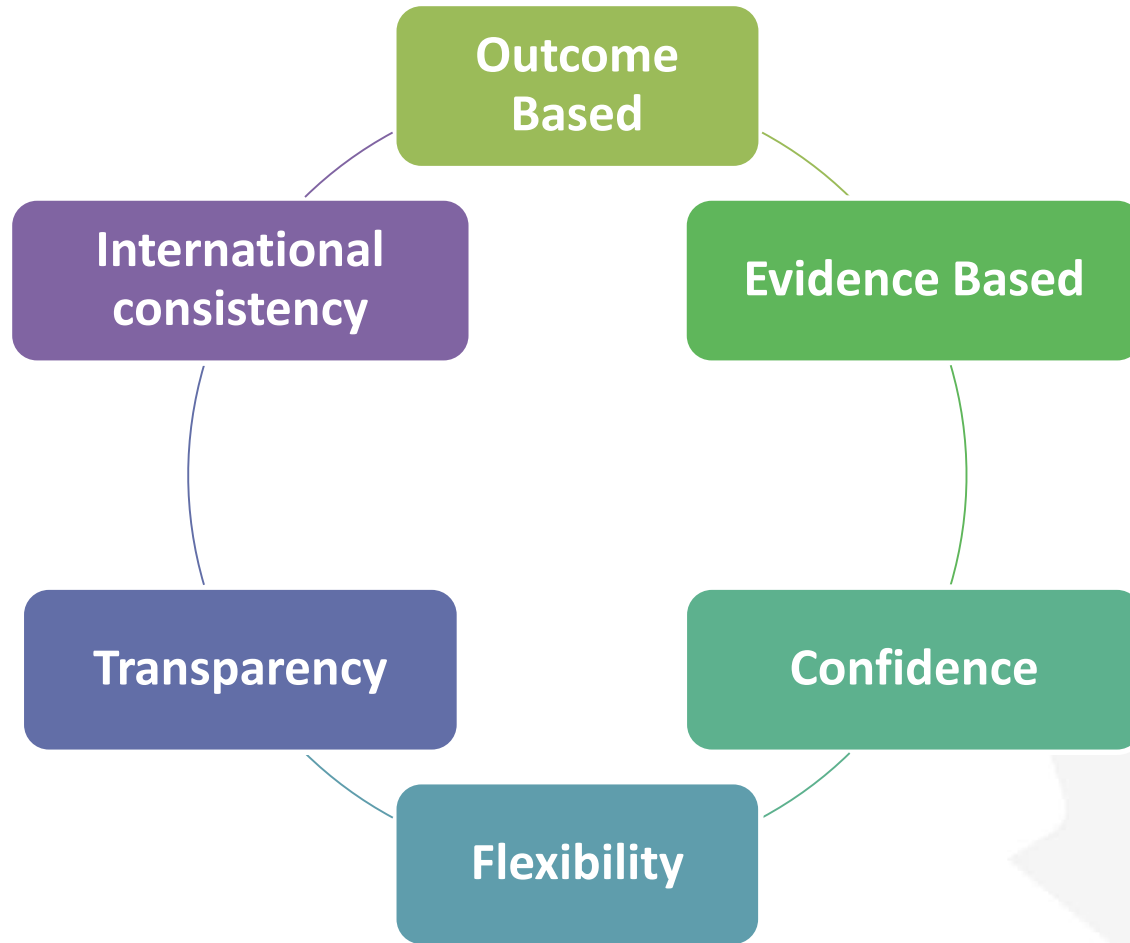 Outcome
Based
Evidence Based
Confidence
Flexibility
Transparency
International
consistency